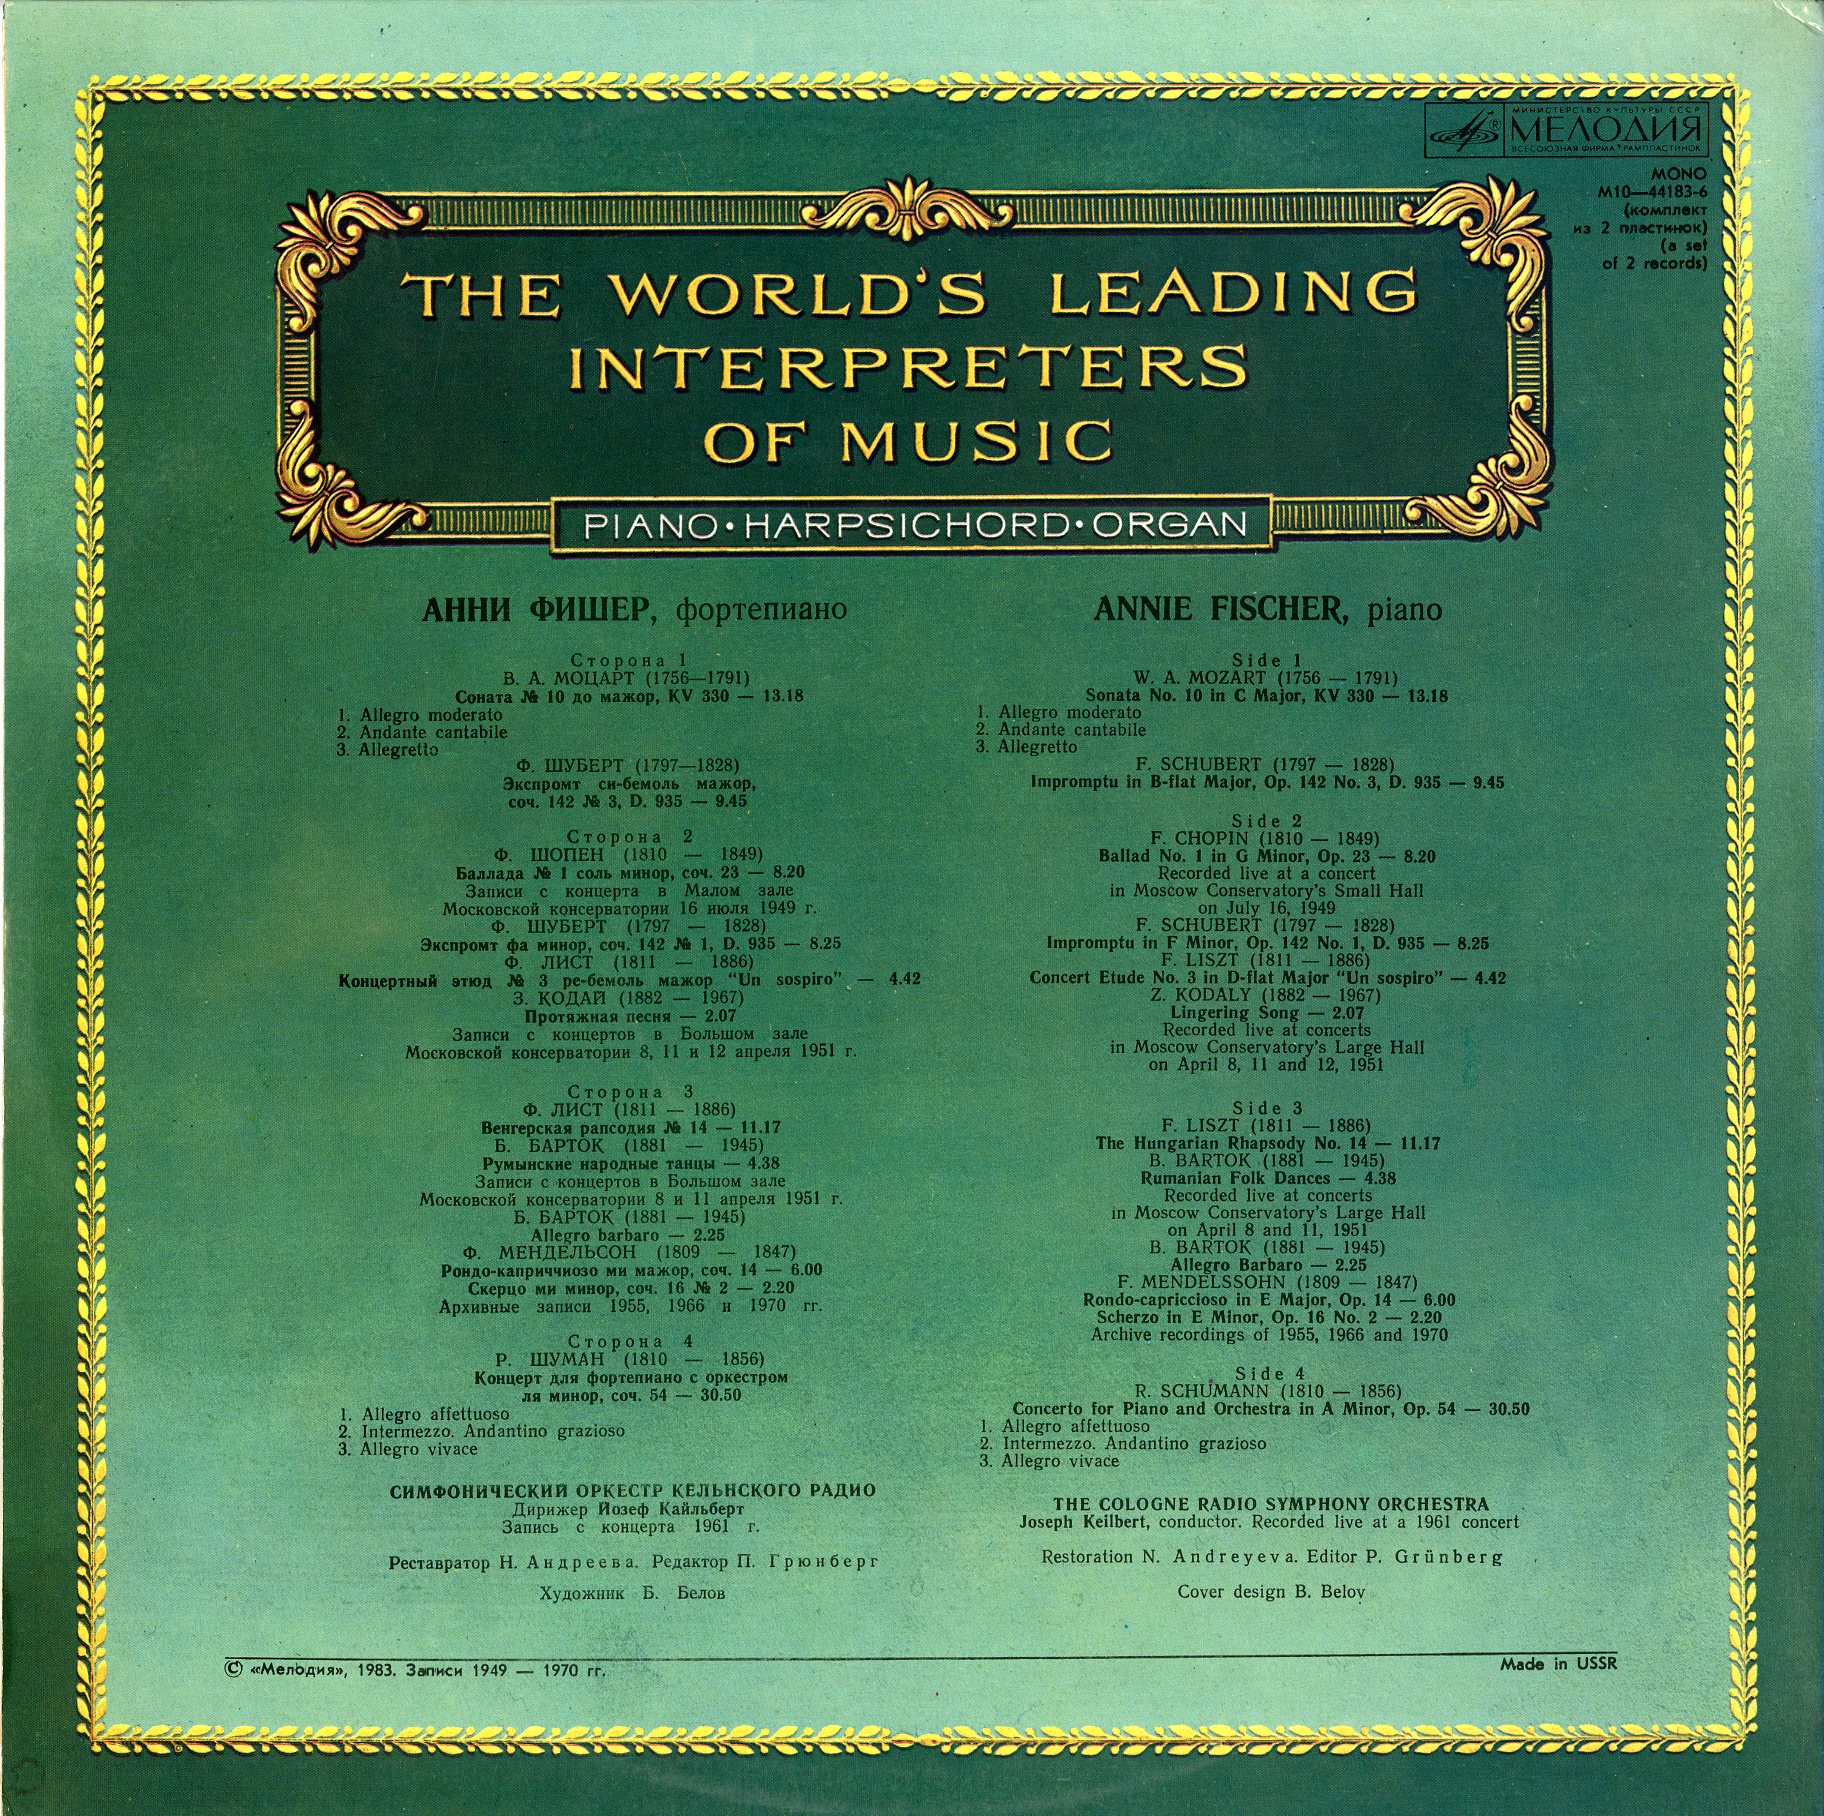 МИНИСТЕРСТВО КУЛЬТУРЫ СССР
МЕЛОДИЯ
ВСЕСОЮЗНАЯ ФИРМА ГРАМПЛАСТИНОК
MONO
М10—44183-6
(комплект
из 2 пластинок)
(a set
of 2 records)
THE WORLD'S LEADING
INTERPRETERS
OF MUSIC
PIANO • HARPSICHORD • ORGAN
АННИ ФИШЕР, фортепиано
Сторона 1
В. А. МОЦАРТ (1756—1791)
Соната № 10 до мажор, KV 330 — 13.18
1. Allegro moderato
2. Andante cantabile
3. Allegretto
Ф. ШУБЕРТ (1797—1828)
Экспромт си-бемоль мажор,
соч. 142 № 3, D. 935 — 9.45
Сторона 2
Ф. ШОПЕН (1810 — 1849)
Баллада № 1 соль минор, соч. 23 — 8.20
Записи с концерта в Малом зале
Московской консерватории 16 июля 1949 г.
Ф. ШУБЕРТ (1797 — 1828)
Экспромт фа минор, соч. 142 № 1, D. 935 — 8.25
Ф. ЛИСТ (1811 — 1886)
Концертный этюд № 3 ре-бемоль мажор "Un sospiro" — 4.42
З. КОДАЙ (1882 — 1967)
Протяжная песня — 2.07
Записи с концертов в Большом зале
Московской консерватории 8, 11 и 12 апреля 1951 г.
Сторона 3
Ф. ЛИСТ (1811 — 1886)
Венгерская рапсодия № 14 — 11.17
Б. БАРТОК (1881 — 1945)
Румынские народные танцы — 4.38
Записи с концертов в Большом зале
Московской консерватории 8 и 11 апреля 1951 г.
Б. БАРТОК (1881 — 1945)
Allegro barbaro — 2.25
Ф. МЕНДЕЛЬСОН (1809 — 1847)
Рондо-каприччиозо ми мажор, соч. 14 — 6.00
Скерцо ми минор, соч. 16 № 2 — 2.20
Архивные записи 1955, 1966 и 1970 гг.
Сторона 4
Р. ШУМАН (1810 — 1856)
Концерт для фортепиано с оркестром
ля минор, соч. 54 — 30.50
1. Allegro affettuoso
2. Intermezzo. Andantino grazioso
3. Allegro vivace
СИМФОНИЧЕСКИЙ ОРКЕСТР КЕЛЬНСКОГО РАДИО
Дирижер Йозеф Кайльберт
Запись с концерта 1961 г.
Реставратор Н. Андреева. Редактор П. Грюнберг
Художник Б. Белов
ANNIE FISCHER, piano
Side 1
W. A. MOZART (1756 — 1791)
Sonata No. 10 in C Major, KV 330 — 13.18
1. Allegro moderato
2. Andante cantabile
3. Allegretto
F. SCHUBERT (1797 — 1828)
Impromptu in B-flat Major, Op. 142 No. 3, D. 935 — 9.45
Side 2
F. CHOPIN (1810 — 1849)
Ballad No. 1 in G Minor, Op. 23 — 8.20
Recorded live at a concert
in Moscow Conservatory's Small Hall
on July 16, 1949
F. SCHUBERT (1797 — 1828)
Impromptu in F Minor, Op. 142 No. 1, D. 935 — 8.25
F. LISZT (1811 — 1886)
Concert Etude No. 3 in D-flat Major "Un sospiro" — 4.42
Z. KODALY (1882 — 1967)
Lingering Song — 2.07
Recorded live at concerts
in Moscow Conservatory's Large Hall
on April 8, 11 and 12, 1951
Side 3
F. LISZT (1811 — 1886)
The Hungarian Rhapsody No. 14 — 11.17
B. BARTOK (1881 — 1945)
Rumanian Folk Dances — 4.38
Recorded live at concerts
in Moscow Conservatory's Large Hall
on April 8 and 11, 1951
B. BARTOK (1881 — 1945)
Allegro Barbaro — 2.25
F. MENDELSSOHN (1809 — 1847)
Rondo-capriccioso in E Major, Op. 14 — 6.00
Scherzo in E Minor, Op. 16 No. 2 — 2.20
Archive recordings of 1955, 1966 and 1970
Side 4
R. SCHUMANN (1810 — 1856)
Concerto for Piano and Orchestra in A Minor, Op. 54 — 30.50
1. Allegro affettuoso
2. Intermezzo. Andantino grazioso
3. Allegro vivace
THE COLOGNE RADIO SYMPHONY ORCHESTRA
Joseph Keilbert, conductor. Recorded live at a 1961 concert
Restoration N. Andreyeva. Editor P. Grünberg
Cover design B. Belov
© «Мелодия», 1983. Записи 1949 — 1970 гг.
Made in USSR